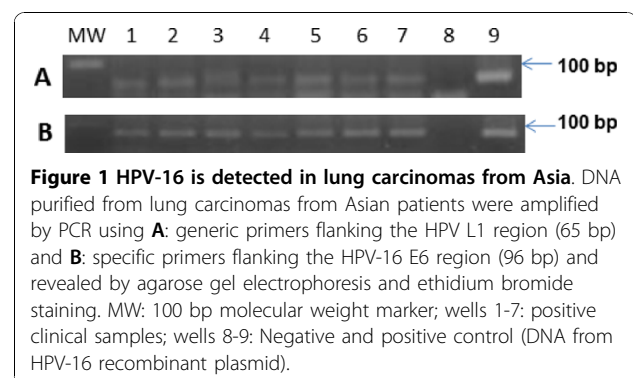 MW 1 2 3 4 5 6 7 8 9
A 100 bp
B 100 bp
Figure 1 HPV-16 is detected in lung carcinomas from Asia. DNA
purified from lung carcinomas from Asian patients were amplified
by PCR using A: generic primers flanking the HPV L1 region (65 bp)
and B: specific primers flanking the HPV-16 E6 region (96 bp) and
revealed by agarose gel electrophoresis and ethidium bromide
staining. MW: 100 bp molecular weight marker; wells 1-7: positive
clinical samples; wells 8-9: Negative and positive control (DNA from
HPV-16 recombinant plasmid).